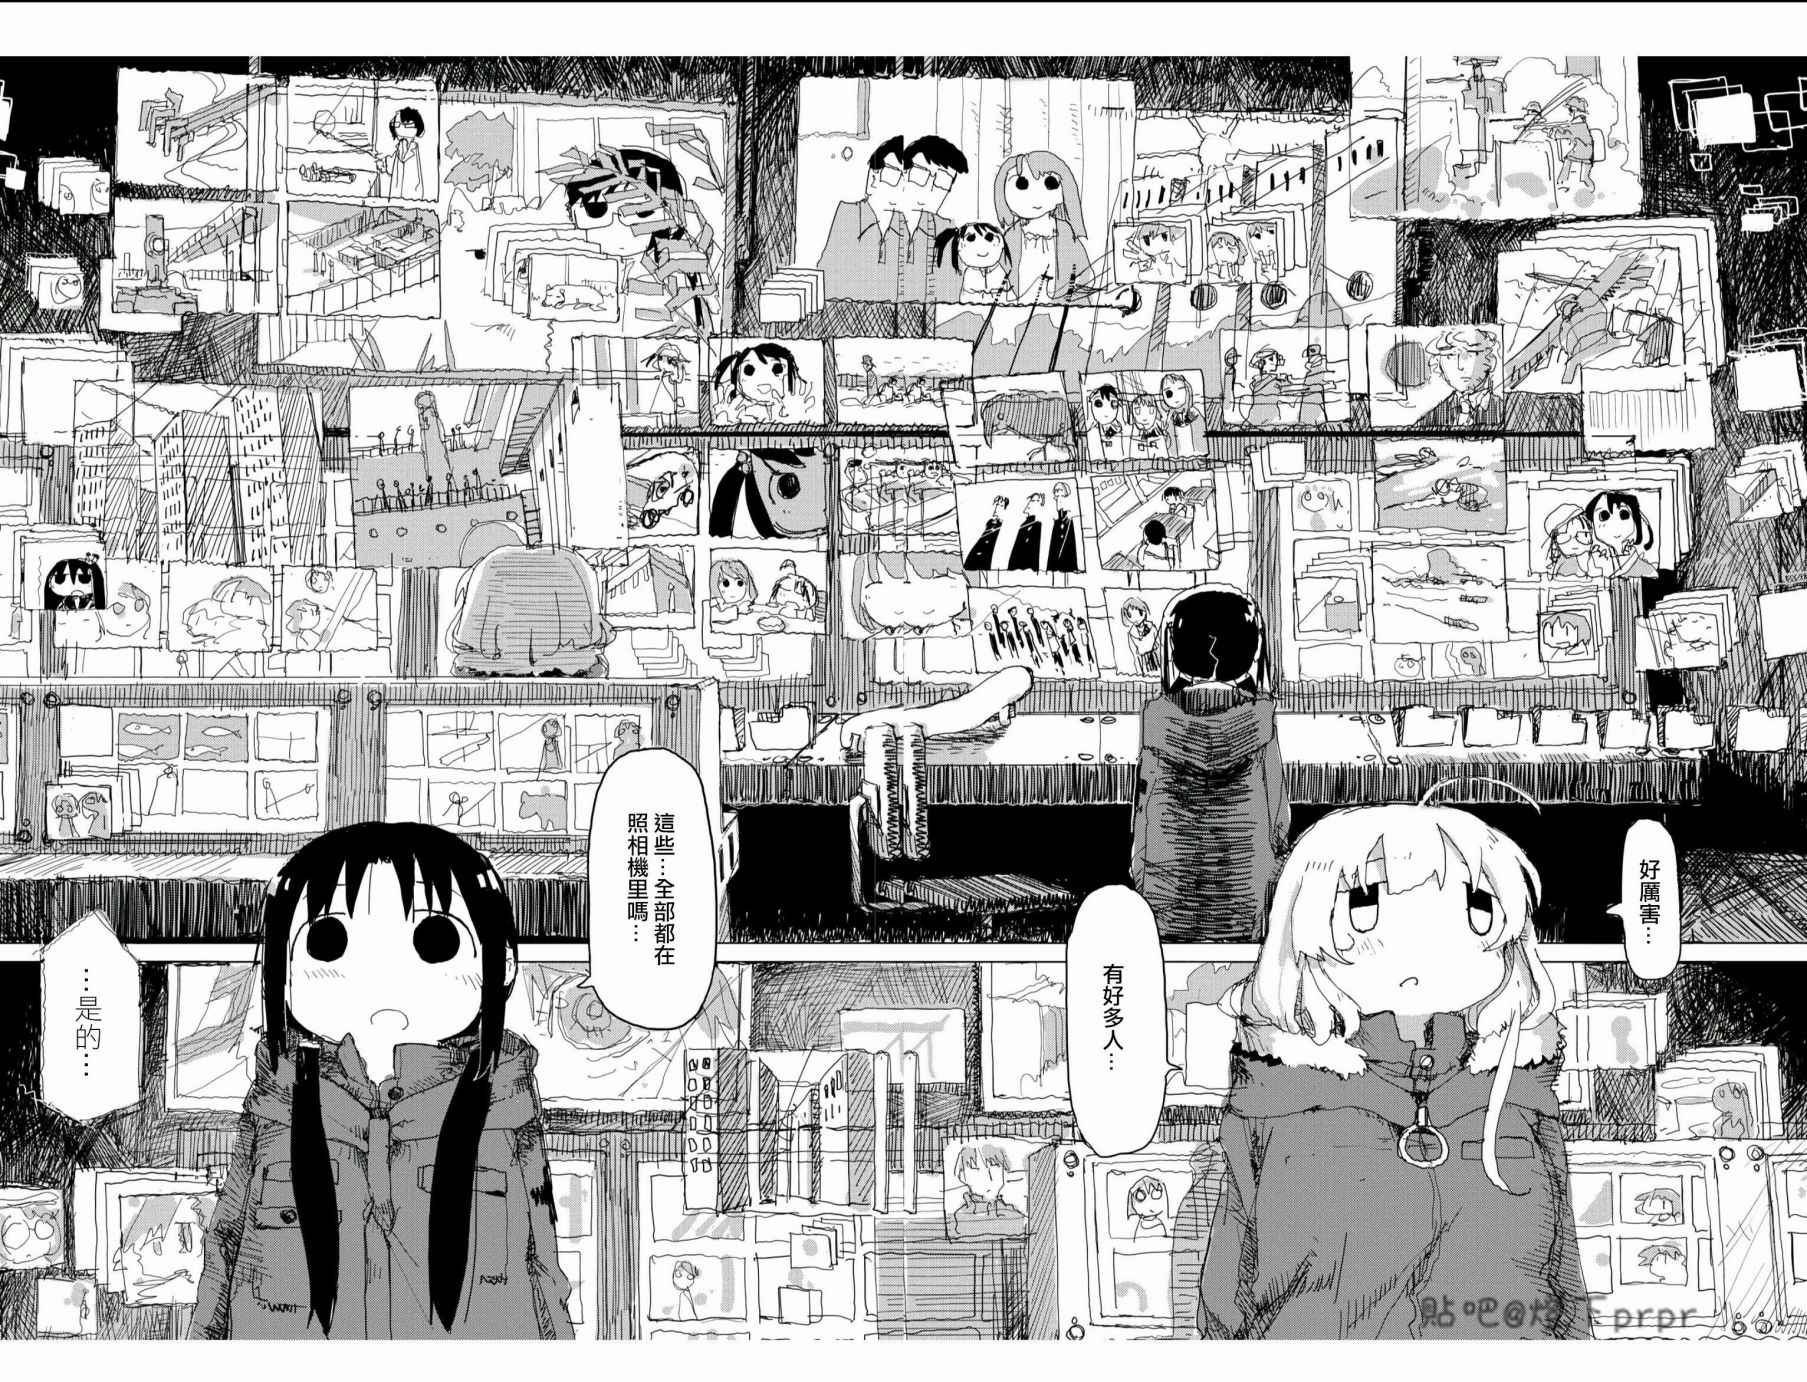 好厲害…
有好多人…
這些…全部都在
照相機里嗎…
…是的…
貼吧@
prpr